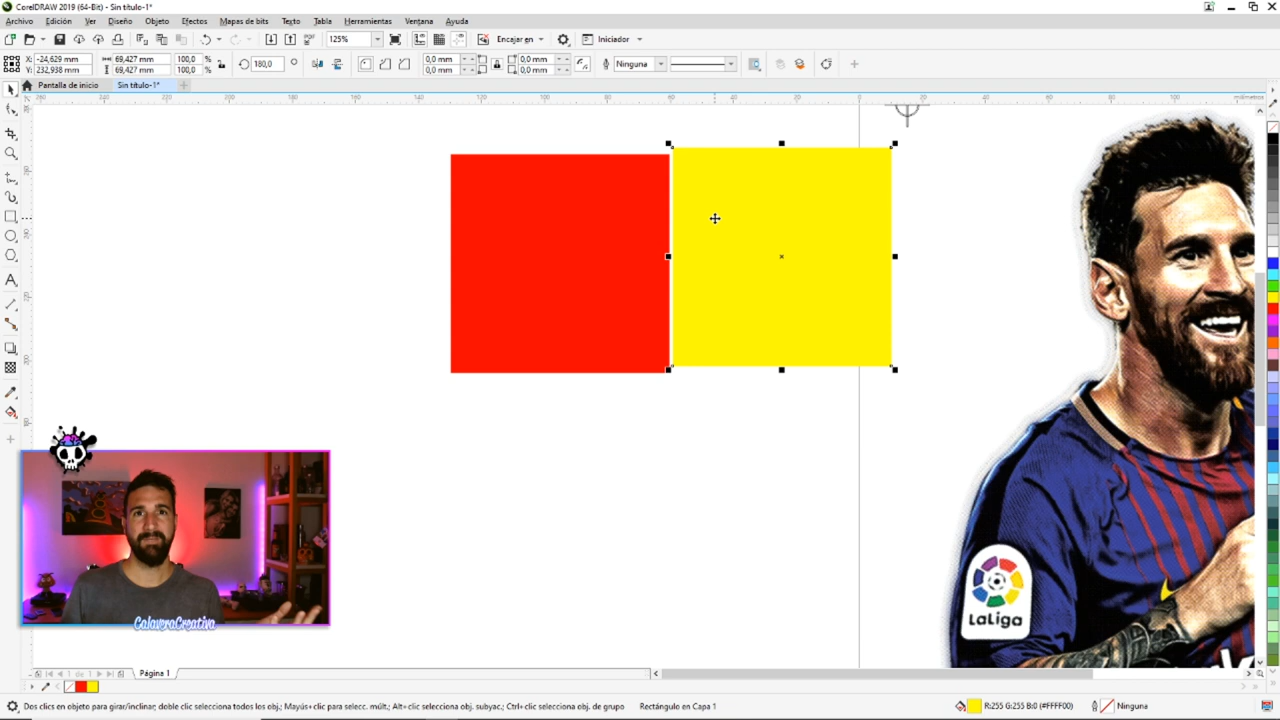 CorelDRAW 2019 (64-Bit) - Sin título-1*
Archivo Edición Ver Diseño Objeto Efectos Mapas de bits Texto Tabla Herramientas Ventana Ayuda
125% Encajar en Iniciador
X: -24,629 mm 69,427 mm 100,0 % 180,0 0,0 mm 0,0 mm Ninguna
Y: 232,938 mm 69,427 mm 100,0 % 0,0 mm 0,0 mm
Pantalla de inicio Sin título-1*
milímetros
LaLiga
CalaveraCreativa
1 de 1 Página 1
Dos clics en objeto para girar/inclinar; doble clic selecciona todos los obj.; Mayús+clic para selecc. múlt.; Alt+clic selecciona obj. subyac.; Ctrl+clic selecciona obj. de grupo Rectángulo en Capa 1 R:255 G:255 B:0 (#FFFF00) Ninguna